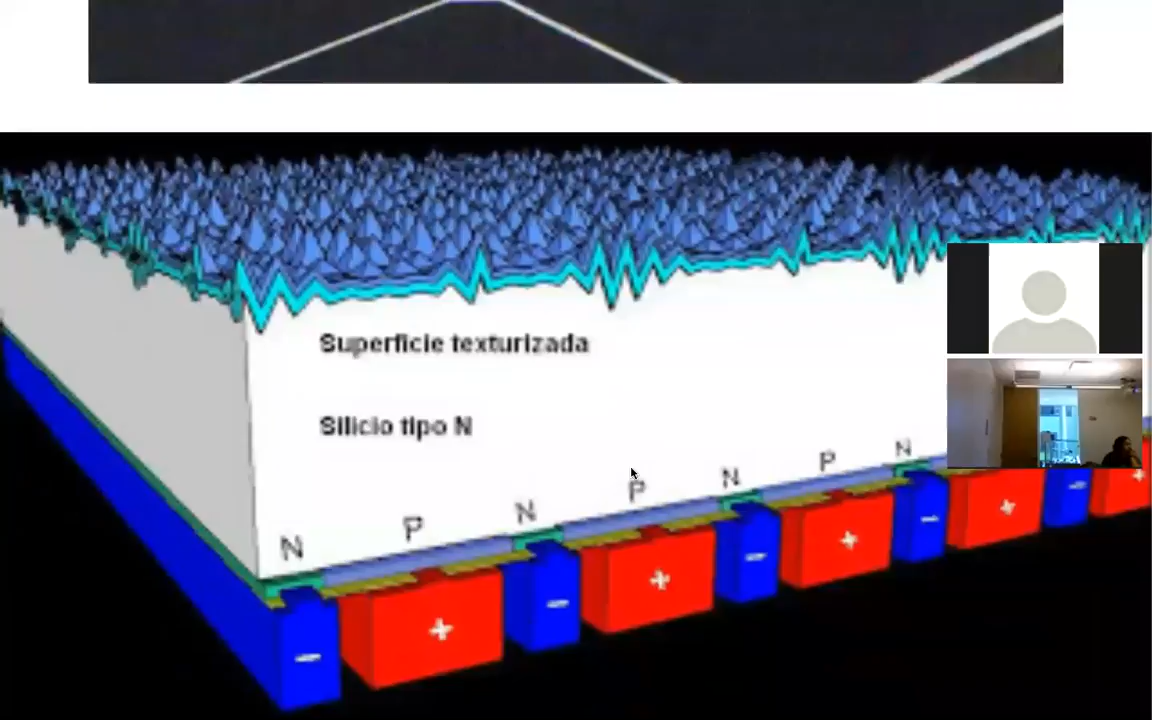 Superficie texturizada
Silicio tipo N
N P N P N P N
- + - + - + - + - +